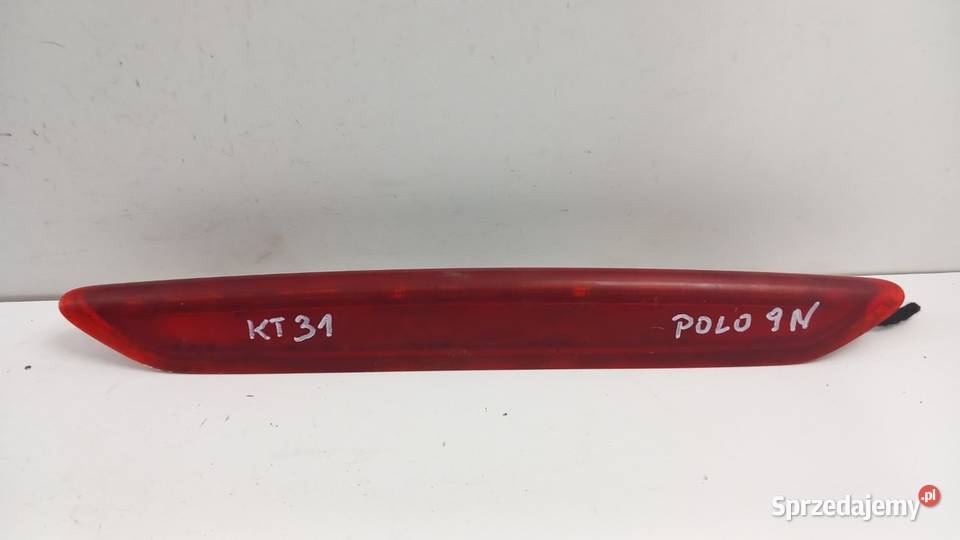 KT31 POLO 9N
Sprzedajemy.pl